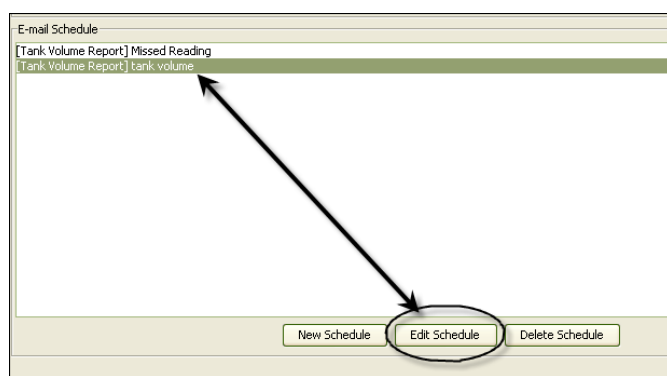 E-mail Schedule
[Tank Volume Report] Missed Reading
[Tank Volume Report] tank volume
New Schedule Edit Schedule Delete Schedule